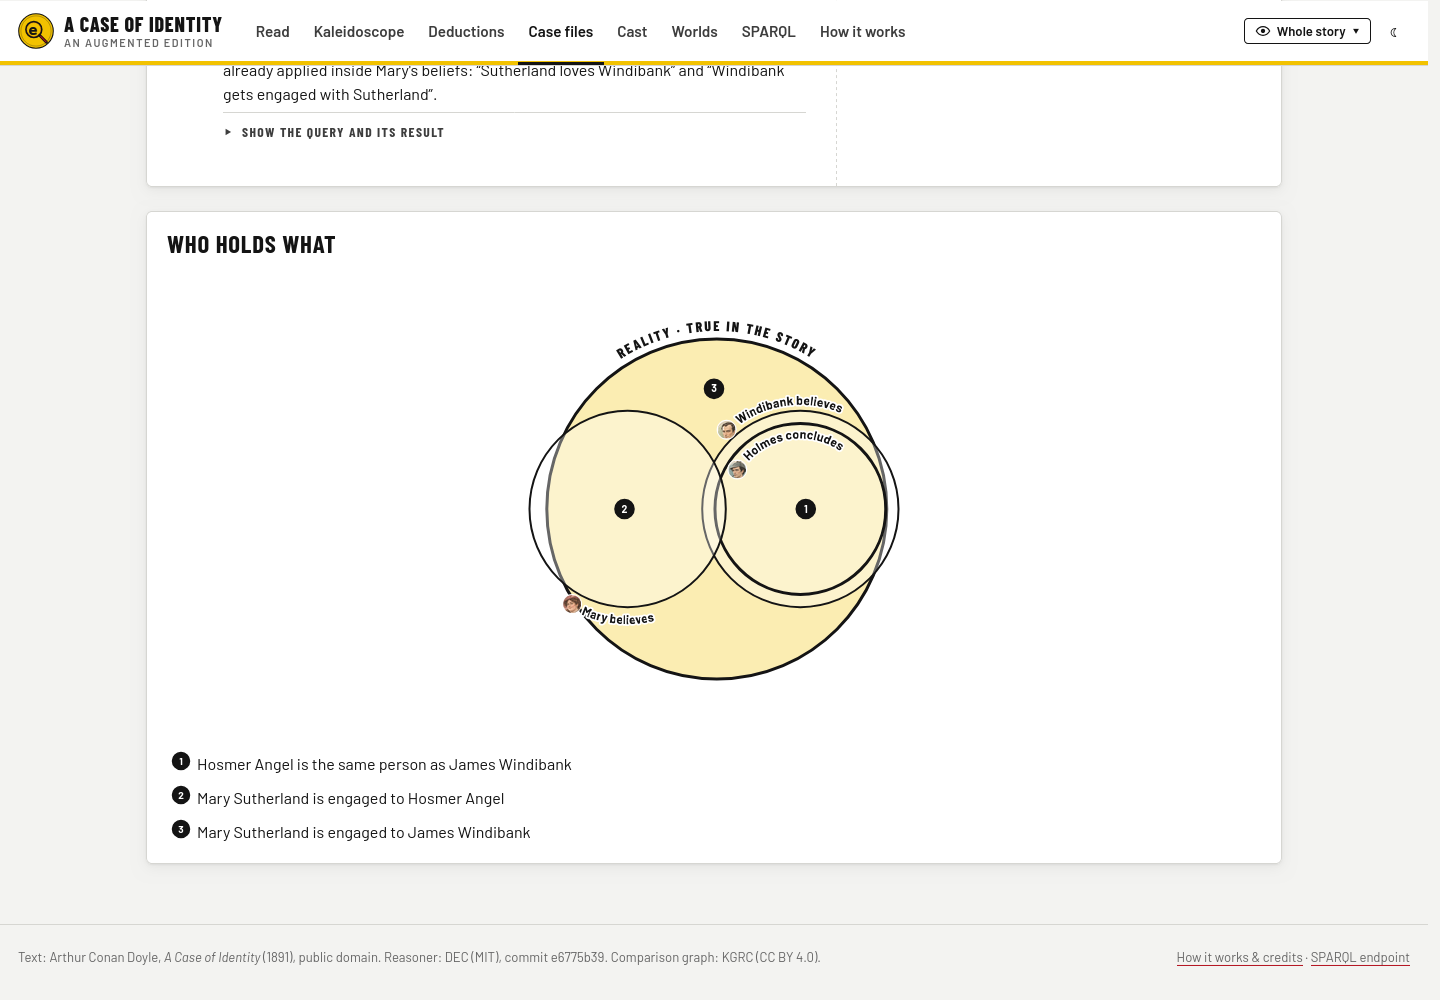 A CASE OF IDENTITY
AN AUGMENTED EDITION
Read Kaleidoscope Deductions Case files Cast Worlds SPARQL How it works
Whole story
already applied inside Mary's beliefs: “Sutherland loves Windibank” and “Windibank
gets engaged with Sutherland”.
SHOW THE QUERY AND ITS RESULT
WHO HOLDS WHAT
REALITY · TRUE IN THE STORY
3
Windibank believes
Holmes concludes
2
1
Mary believes
1 Hosmer Angel is the same person as James Windibank
2 Mary Sutherland is engaged to Hosmer Angel
3 Mary Sutherland is engaged to James Windibank
Text: Arthur Conan Doyle, A Case of Identity (1891), public domain. Reasoner: DEC (MIT), commit e6775b39. Comparison graph: KGRC (CC BY 4.0).
How it works & credits · SPARQL endpoint